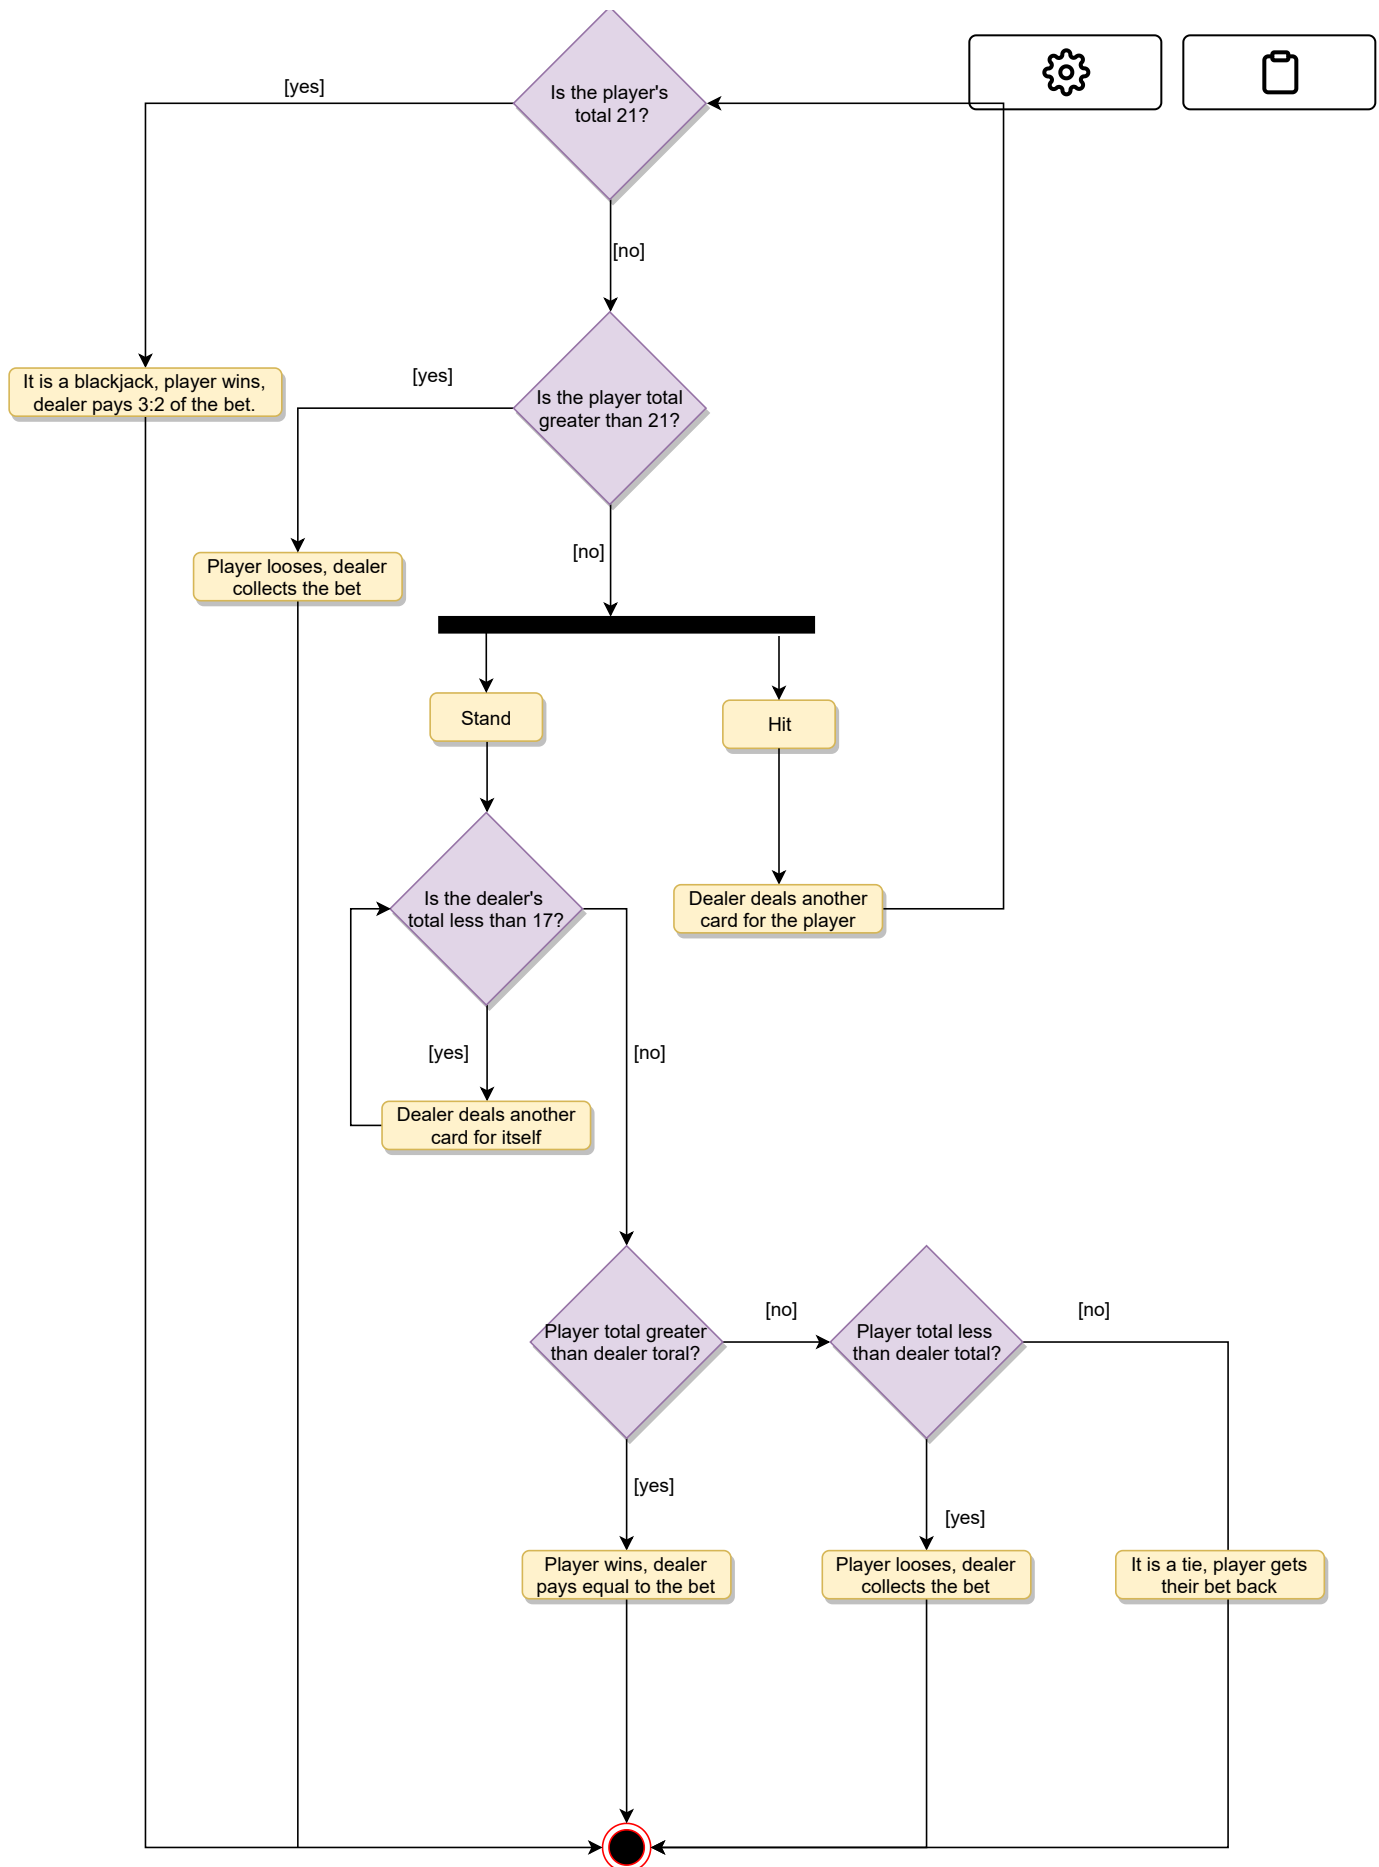 [yes]
Is the player's
total 21?
[no]
It is a blackjack, player wins,
dealer pays 3:2 of the bet.
[yes]
Is the player total
greater than 21?
[no]
Player looses, dealer
collects the bet
Stand
Hit
Is the dealer's
total less than 17?
Dealer deals another
card for the player
[yes]
[no]
Dealer deals another
card for itself
Player total greater
than dealer toral?
[no]
Player total less
than dealer total?
[no]
[yes]
[yes]
Player wins, dealer
pays equal to the bet
Player looses, dealer
collects the bet
It is a tie, player gets
their bet back